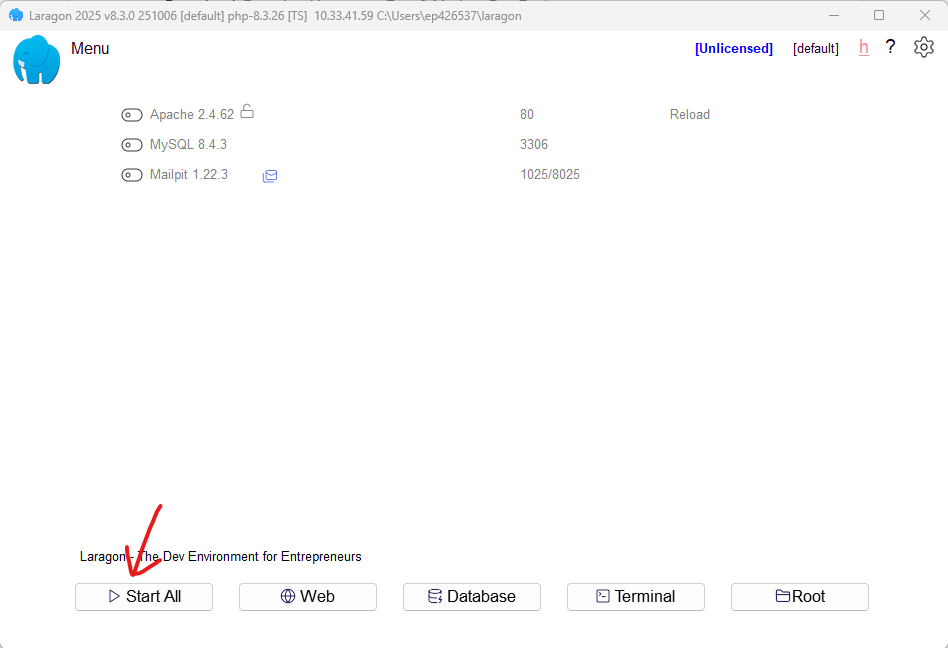 Laragon 2025 v8.3.0 251006 [default] php-8.3.26 [TS] 10.33.41.59 C:\Users\ep426537\laragon
Menu [Unlicensed] [default] h ?
Apache 2.4.62 80 Reload
MySQL 8.4.3 3306
Mailpit 1.22.3 1025/8025
Laragon - The Dev Environment for Entrepreneurs
Start All Web Database Terminal Root